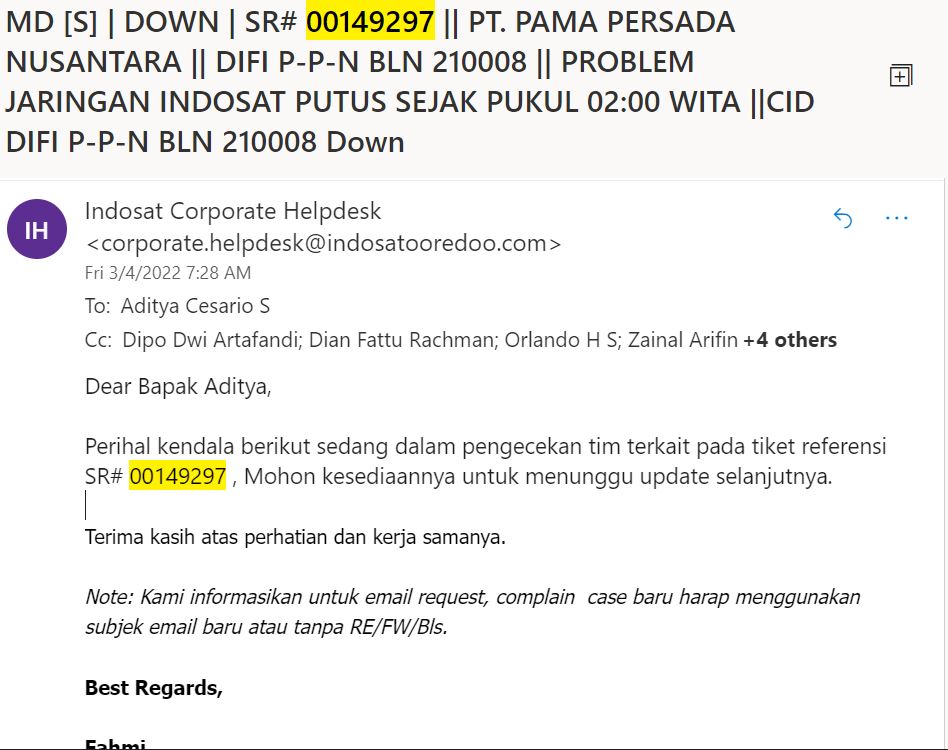 MD [S] | DOWN | SR# 00149297 || PT. PAMA PERSADA
NUSANTARA || DIFI P-P-N BLN 210008 || PROBLEM
JARINGAN INDOSAT PUTUS SEJAK PUKUL 02:00 WITA ||CID
DIFI P-P-N BLN 210008 Down
IH
Indosat Corporate Helpdesk
<corporate.helpdesk@indosatooredoo.com>
Fri 3/4/2022 7:28 AM
To: Aditya Cesario S
Cc: Dipo Dwi Artafandi; Dian Fattu Rachman; Orlando H S; Zainal Arifin +4 others
Dear Bapak Aditya,
Perihal kendala berikut sedang dalam pengecekan tim terkait pada tiket referensi
SR# 00149297 , Mohon kesediaannya untuk menunggu update selanjutnya.
Terima kasih atas perhatian dan kerja samanya.
Note: Kami informasikan untuk email request, complain  case baru harap menggunakan
subjek email baru atau tanpa RE/FW/Bls.
Best Regards,
Fahmi